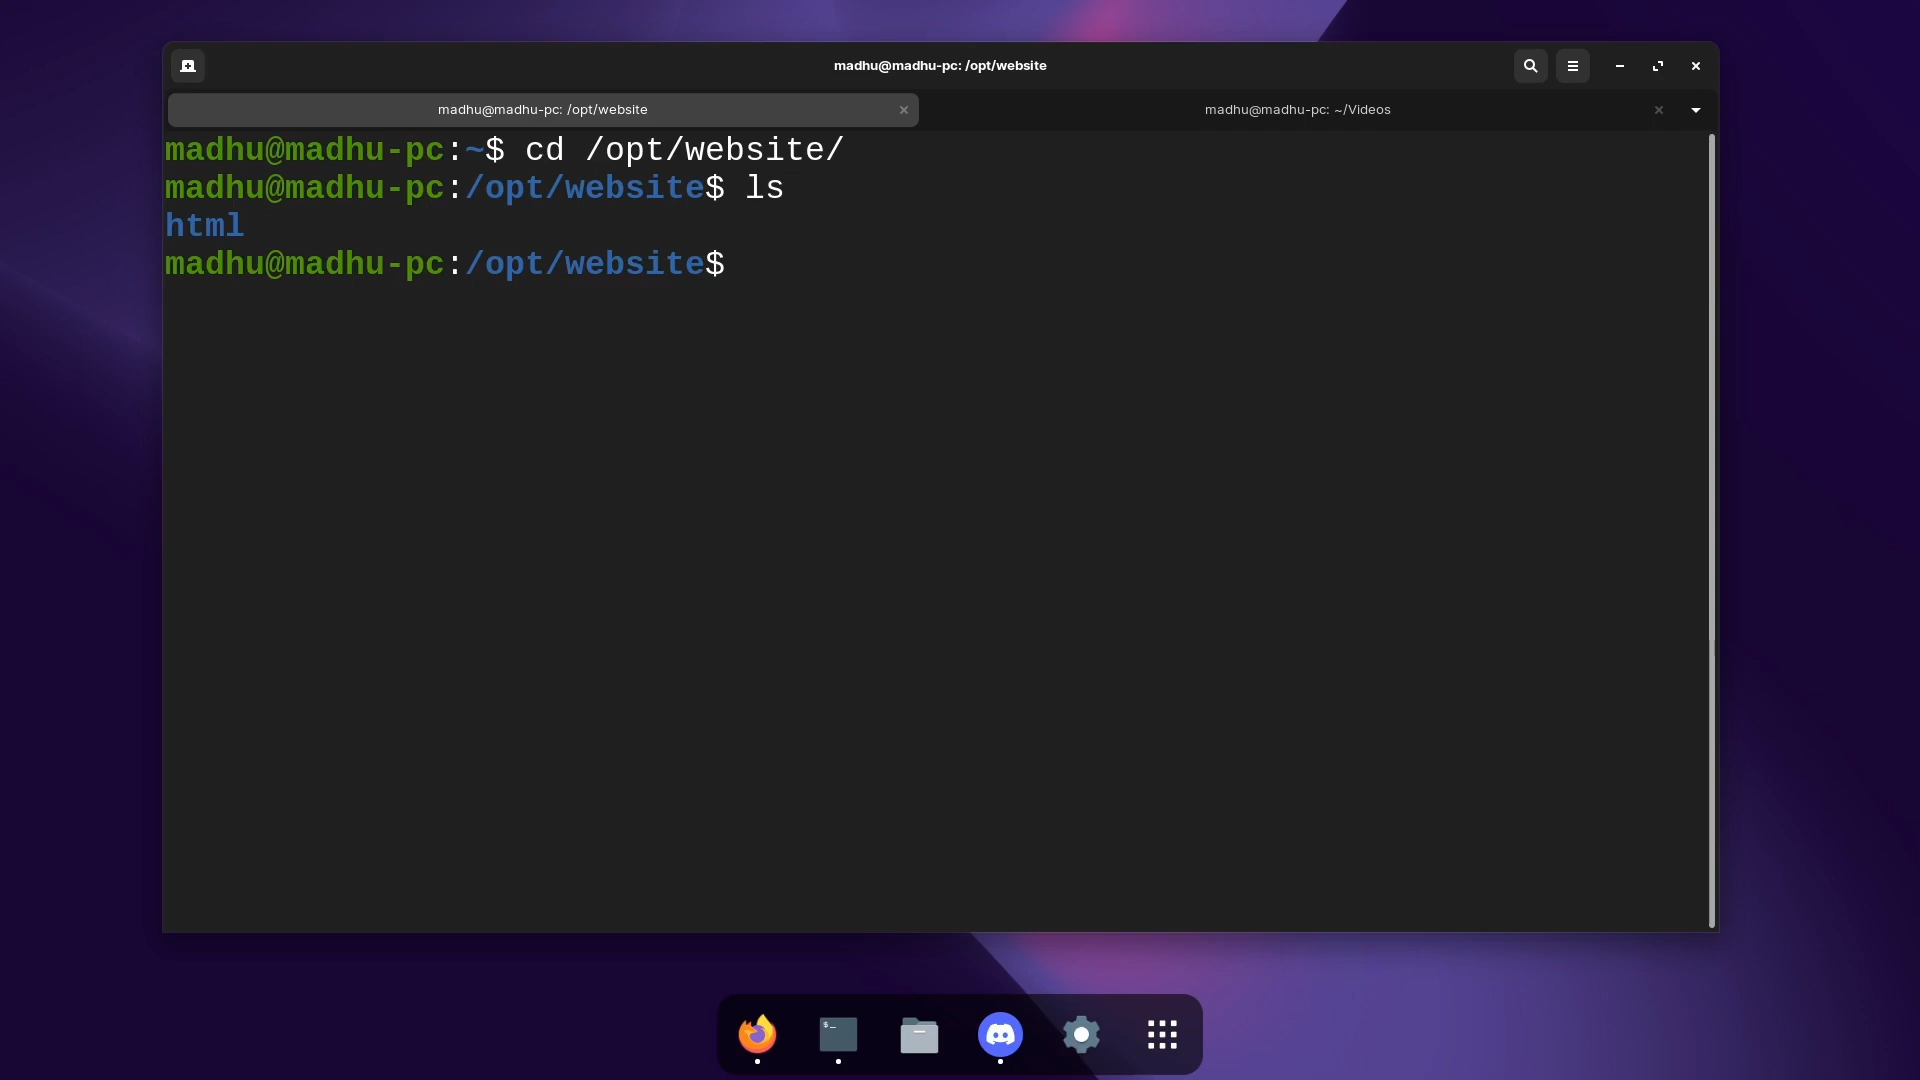 madhu@madhu-pc: /opt/website
madhu@madhu-pc: /opt/website
madhu@madhu-pc: ~/Videos
madhu@madhu-pc:~$ cd /opt/website/
madhu@madhu-pc:/opt/website$ ls
html
madhu@madhu-pc:/opt/website$
$_